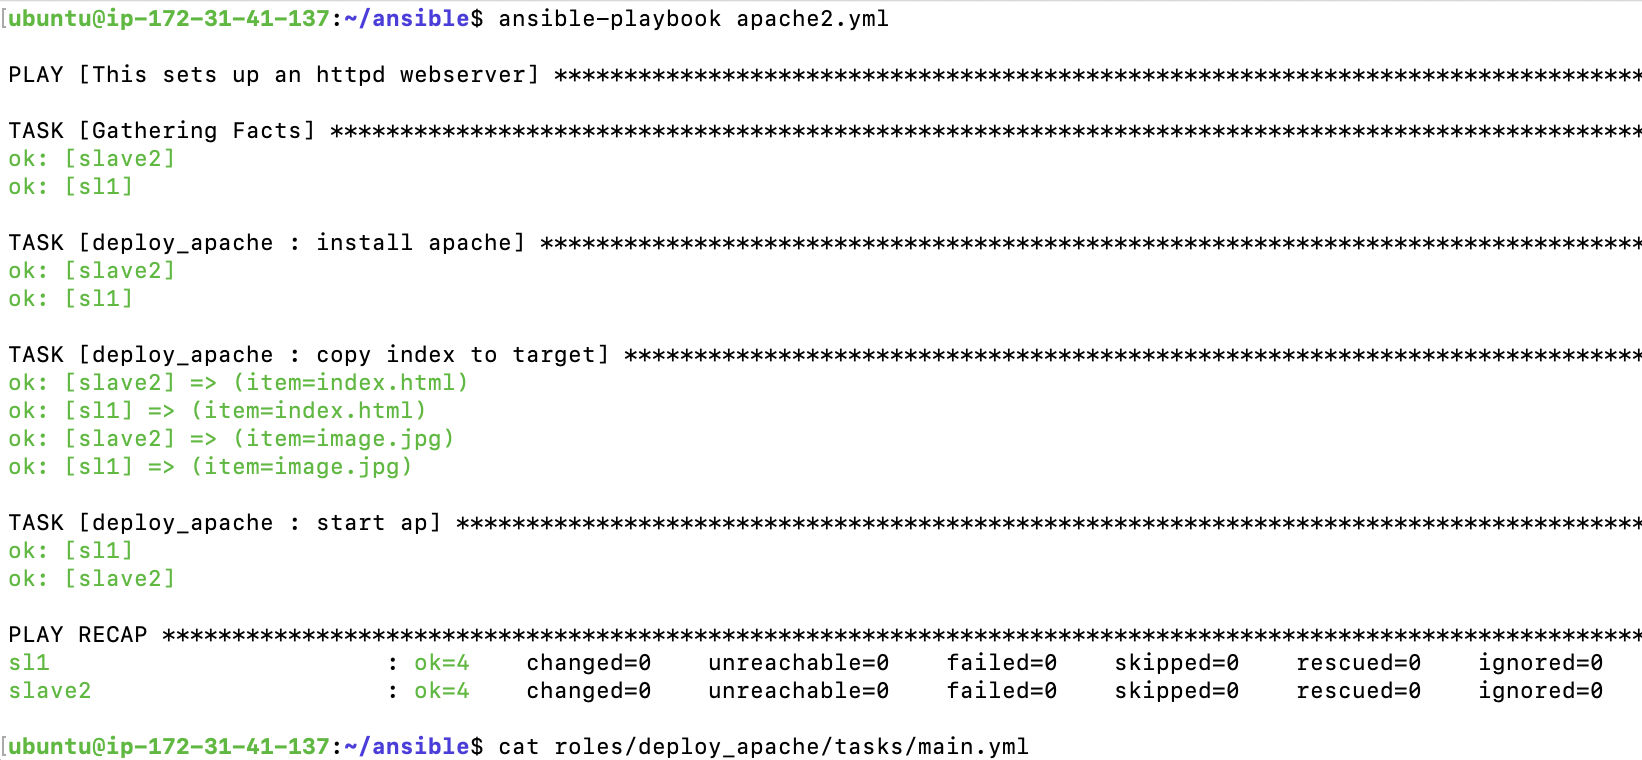 [ubuntu@ip-172-31-41-137:~/ansible$ ansible-playbook apache2.yml
PLAY [This sets up an httpd webserver] ******************************************************************************
TASK [Gathering Facts] **********************************************************************************************
ok: [slave2]
ok: [sl1]
TASK [deploy_apache : install apache] *******************************************************************************
ok: [slave2]
ok: [sl1]
TASK [deploy_apache : copy index to target] *************************************************************************
ok: [slave2] => (item=index.html)
ok: [sl1] => (item=index.html)
ok: [slave2] => (item=image.jpg)
ok: [sl1] => (item=image.jpg)
TASK [deploy_apache : start ap] *************************************************************************************
ok: [sl1]
ok: [slave2]
PLAY RECAP **********************************************************************************************************
sl1                        : ok=4    changed=0    unreachable=0    failed=0    skipped=0    rescued=0    ignored=0
slave2                     : ok=4    changed=0    unreachable=0    failed=0    skipped=0    rescued=0    ignored=0
[ubuntu@ip-172-31-41-137:~/ansible$ cat roles/deploy_apache/tasks/main.yml